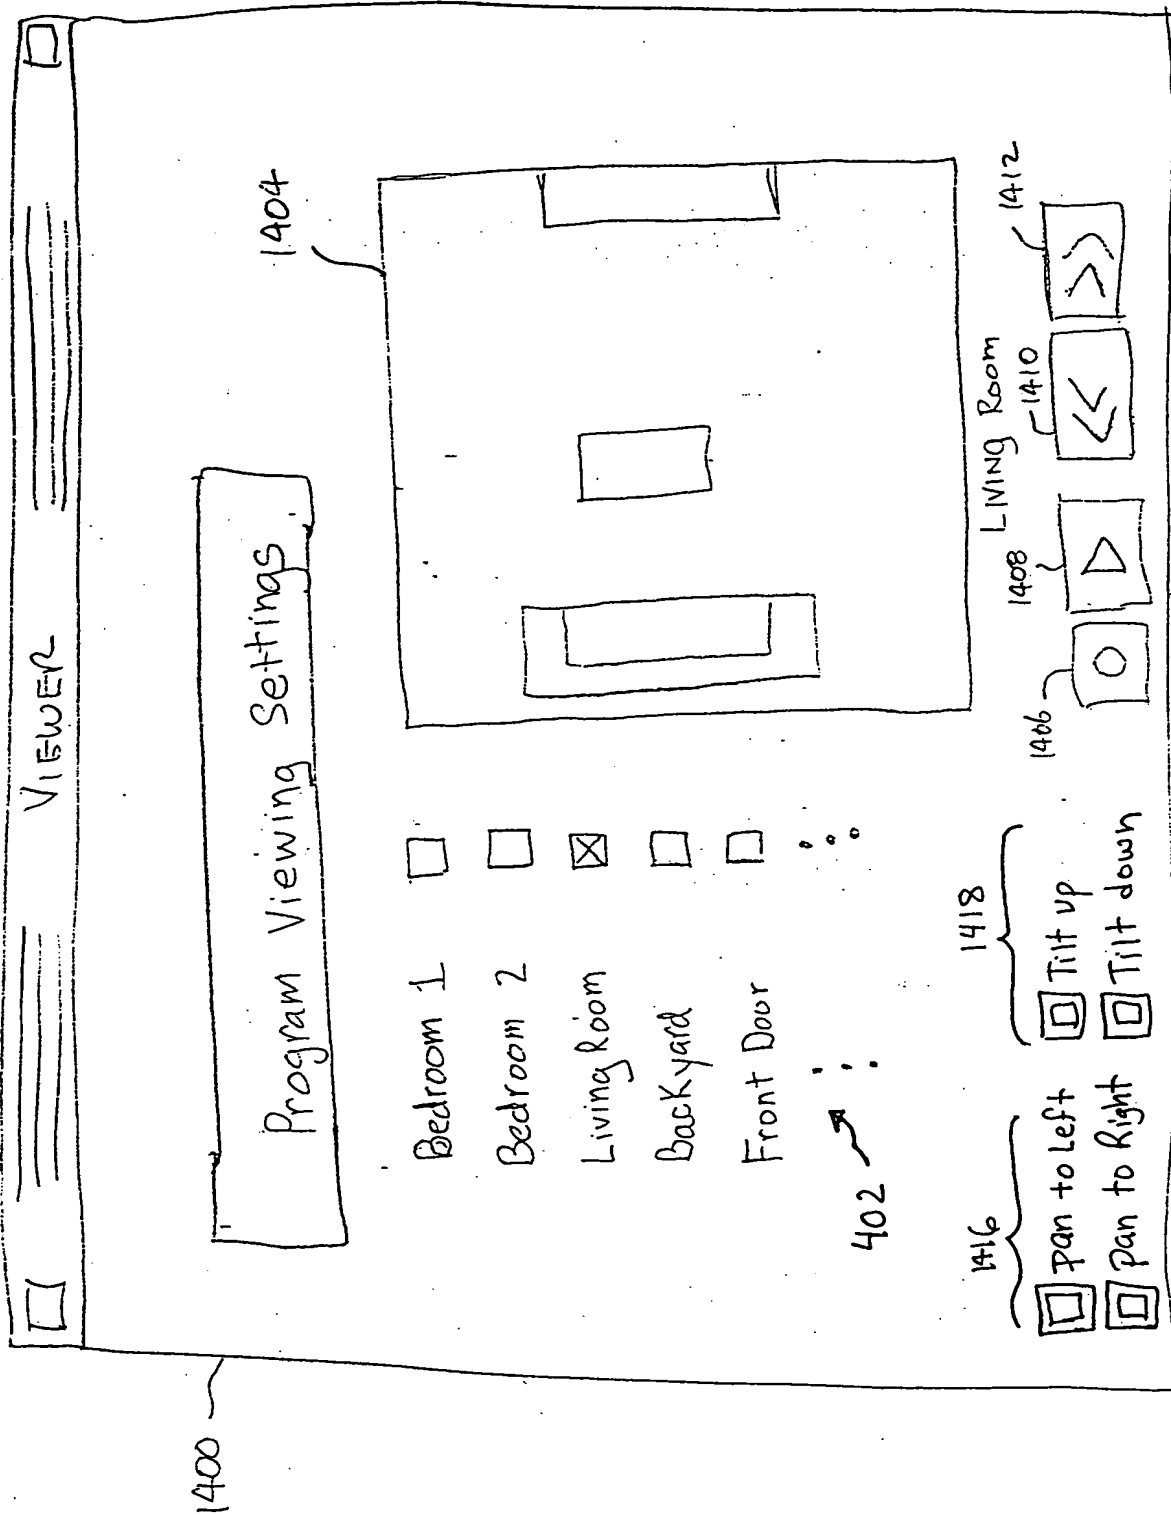 VIEWER
1400
Program Viewing Settings
1404
Bedroom 1
Bedroom 2
Living Room
Backyard
Front Door
402
LIVING ROOM
1416
Pan to Left
Pan to Right
1418
Tilt up
Tilt down
1406
1408
1410
1412